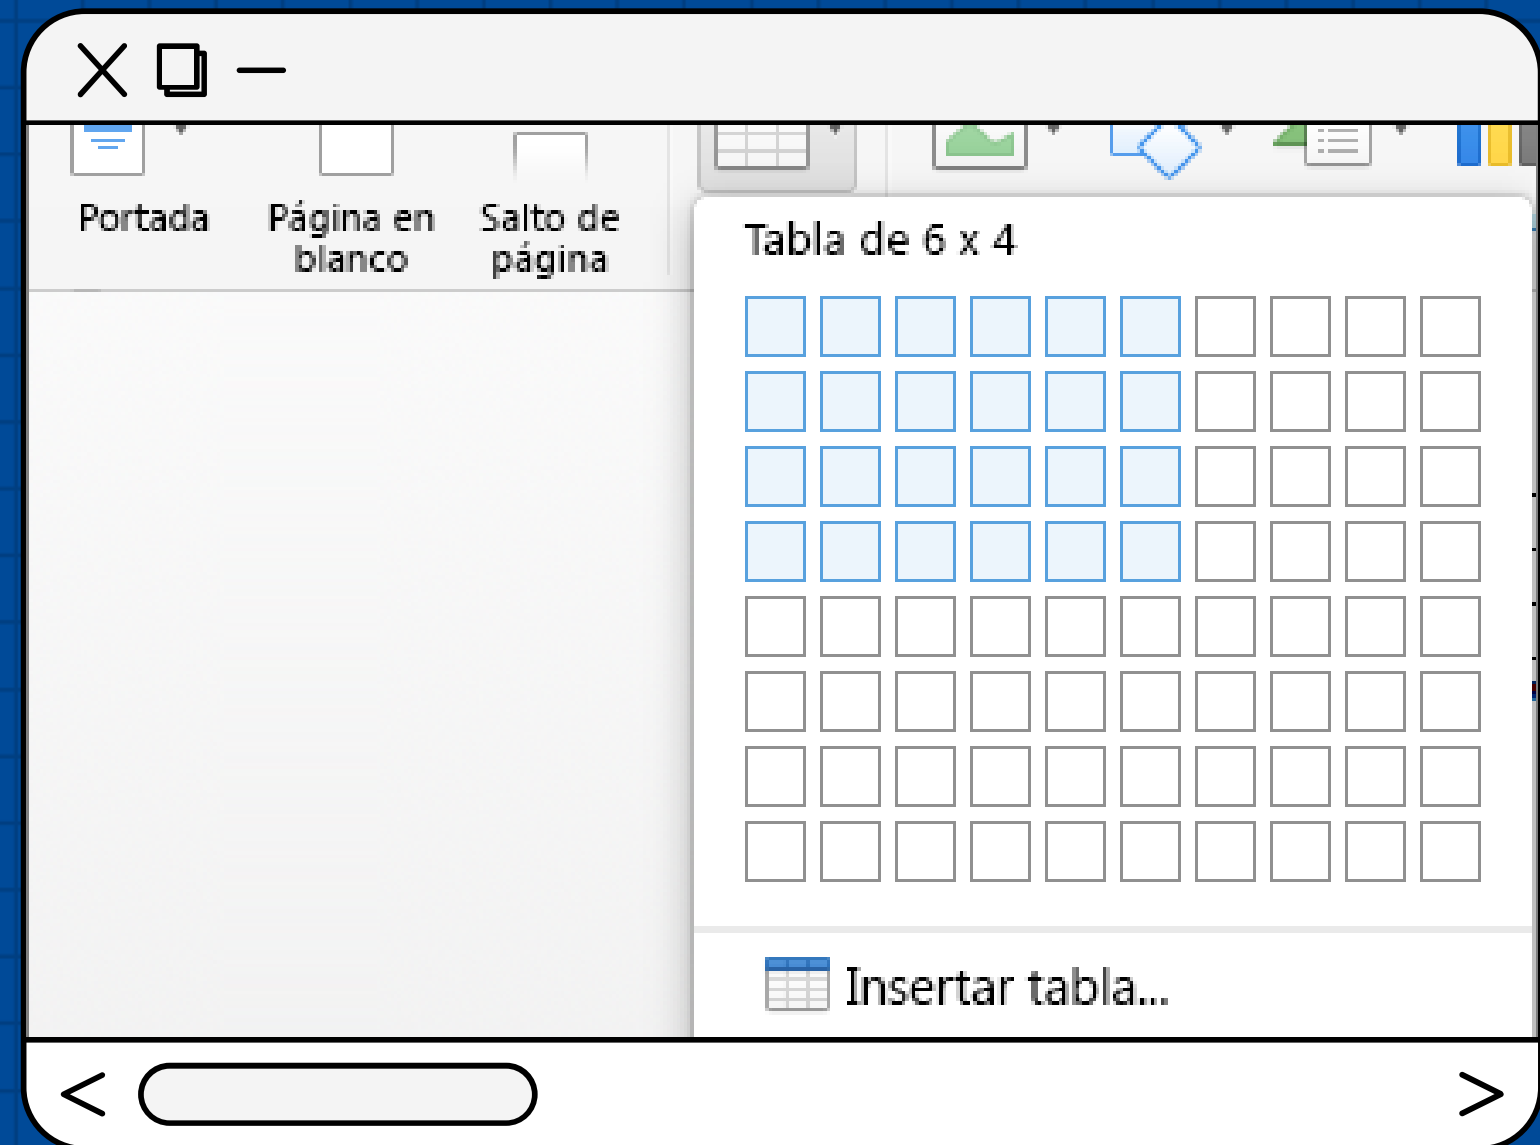 Portada
Página en
blanco
Salto de
página
Tabla de 6 x 4
Insertar tabla...